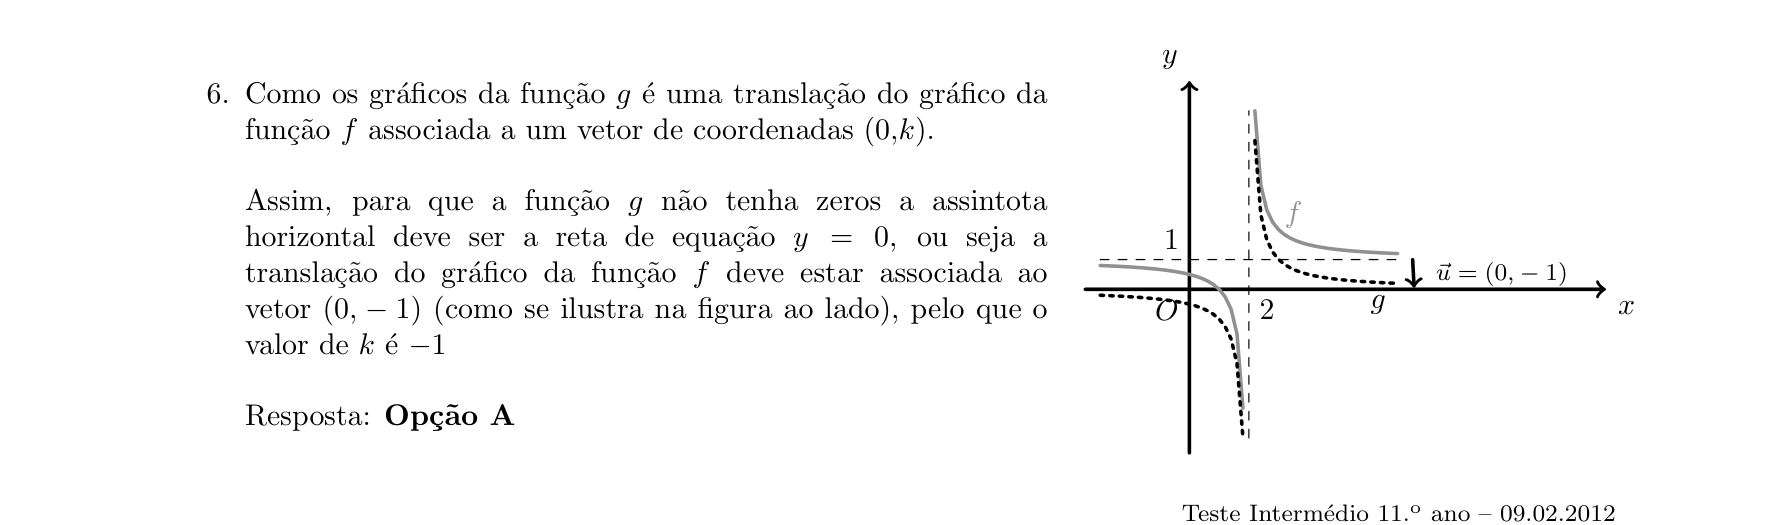 6. Como os gráficos da função g é uma translação do gráfico da
função f associada a um vetor de coordenadas (0,k).
Assim, para que a função g não tenha zeros a assintota
horizontal deve ser a reta de equação y = 0, ou seja a
translação do gráfico da função f deve estar associada ao
vetor (0, − 1) (como se ilustra na figura ao lado), pelo que o
valor de k é −1
Resposta: Opção A
y
f
1
u⃗ = (0, − 1)
O
2
g
x
Teste Intermédio 11.º ano – 09.02.2012